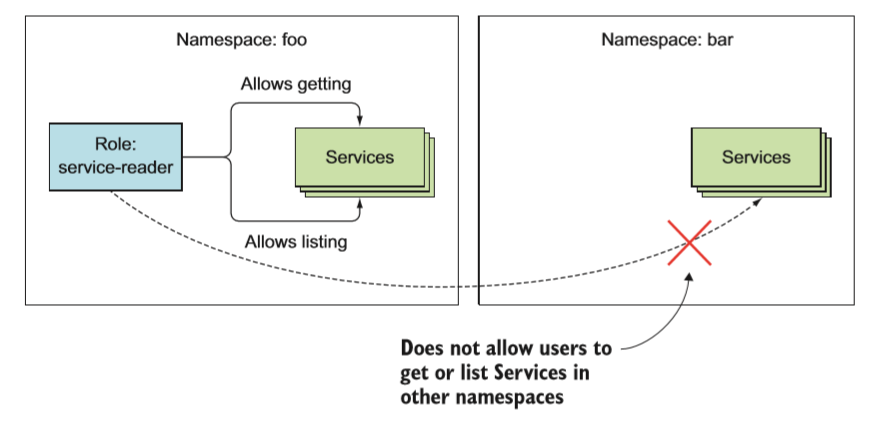 Namespace: foo
Allows getting
Role:
service-reader
Services
Allows listing
Namespace: bar
Services
Does not allow users to
get or list Services in
other namespaces